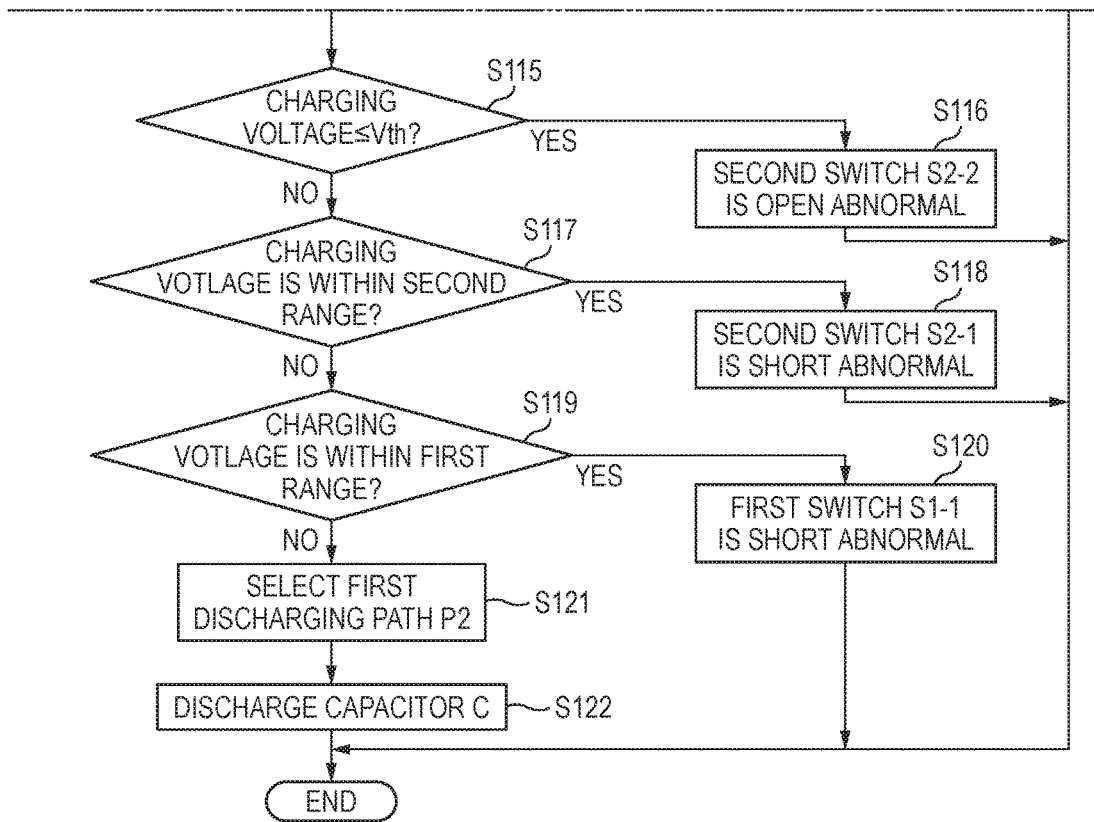 S115
CHARGING
VOLTAGE≤Vth?
YES
S116
SECOND SWITCH S2-2
IS OPEN ABNORMAL
NO
S117
CHARGING
VOTLAGE IS WITHIN SECOND
RANGE?
YES
S118
SECOND SWITCH S2-1
IS SHORT ABNORMAL
NO
S119
CHARGING
VOTLAGE IS WITHIN FIRST
RANGE?
YES
S120
FIRST SWITCH S1-1
IS SHORT ABNORMAL
NO
SELECT FIRST
DISCHARGING PATH P2
S121
DISCHARGE CAPACITOR C
S122
END